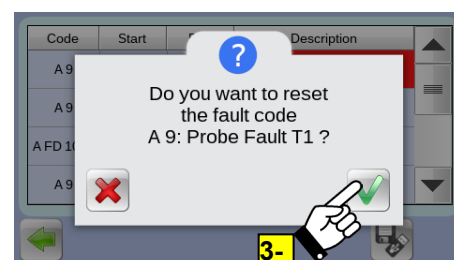 Code Start Description
?
A 9
Do you want to reset
the fault code
A 9: Probe Fault T1 ?
A 9
A FD
A 9
3-